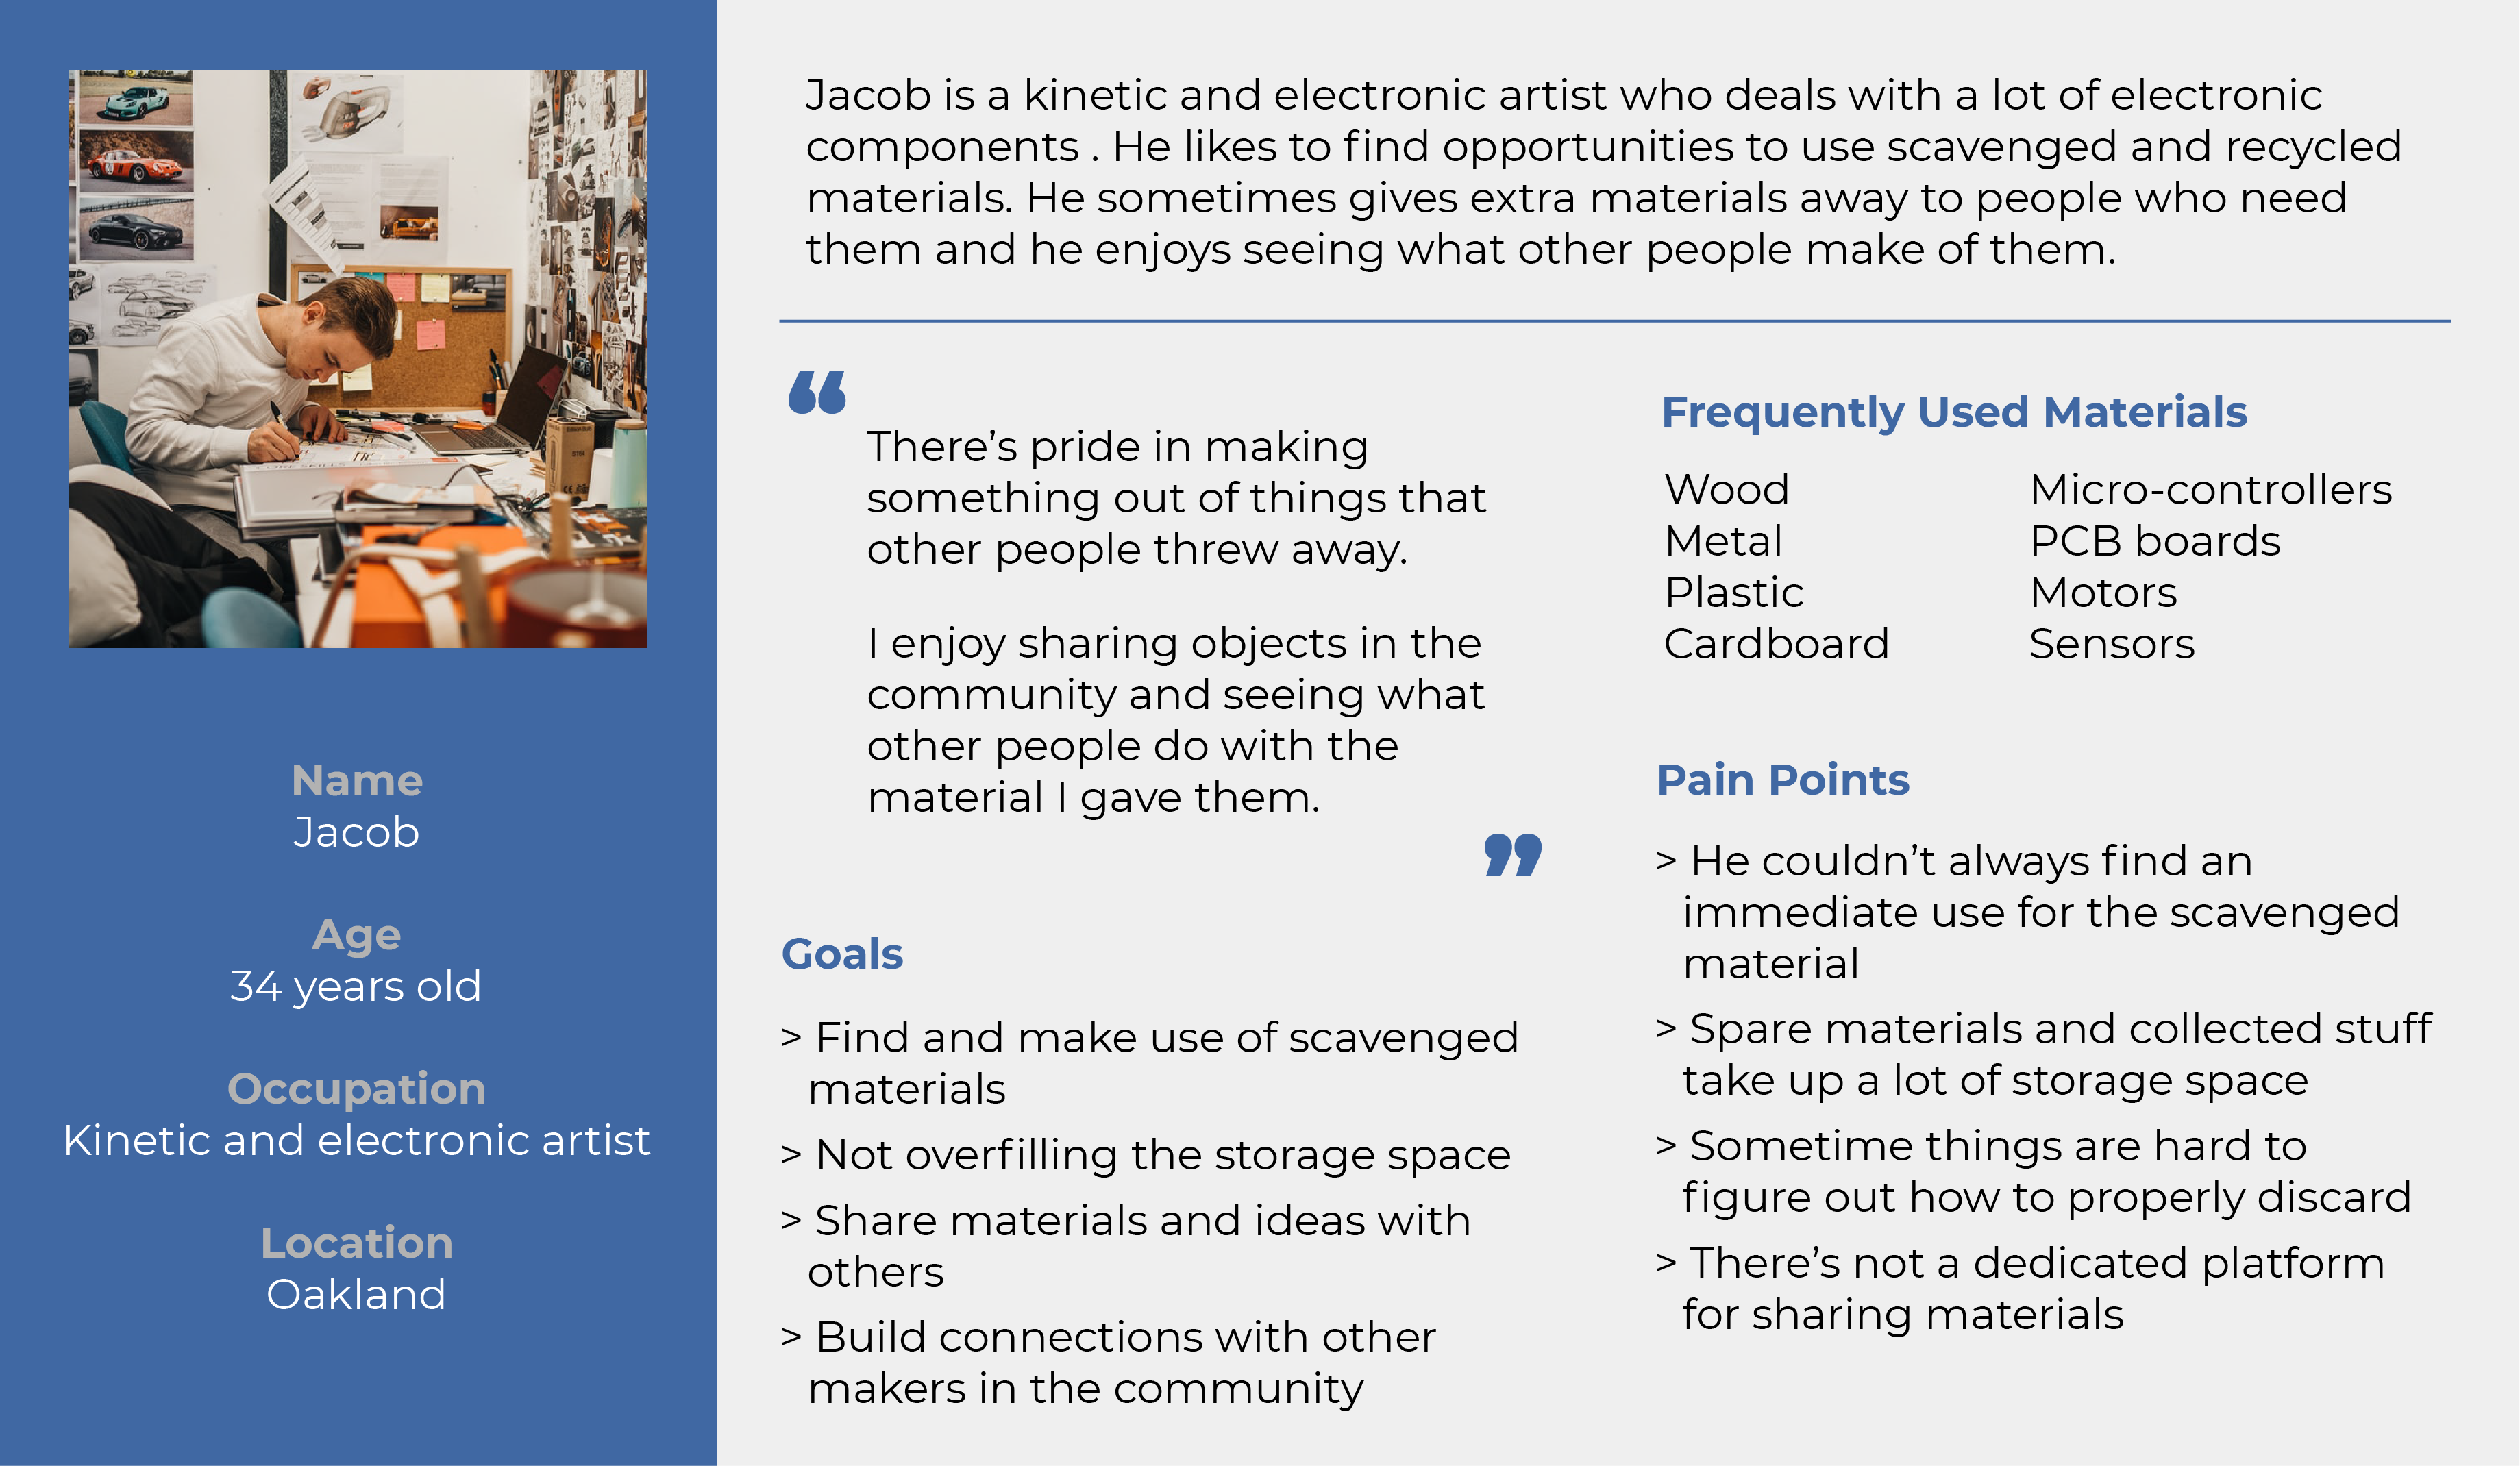 Jacob is a kinetic and electronic artist who deals with a lot of electronic
components . He likes to find opportunities to use scavenged and recycled
materials. He sometimes gives extra materials away to people who need
them and he enjoys seeing what other people make of them.
“
There’s pride in making
something out of things that
other people threw away.
I enjoy sharing objects in the
community and seeing what
other people do with the
material I gave them.
”
Goals
> Find and make use of scavenged
materials
> Not overfilling the storage space
> Share materials and ideas with
others
> Build connections with other
makers in the community
Frequently Used Materials
Wood
Metal
Plastic
Cardboard
Micro-controllers
PCB boards
Motors
Sensors
Pain Points
> He couldn’t always find an
immediate use for the scavenged
material
> Spare materials and collected stuff
take up a lot of storage space
> Sometime things are hard to
figure out how to properly discard
> There’s not a dedicated platform
for sharing materials
Name
Jacob
Age
34 years old
Occupation
Kinetic and electronic artist
Location
Oakland